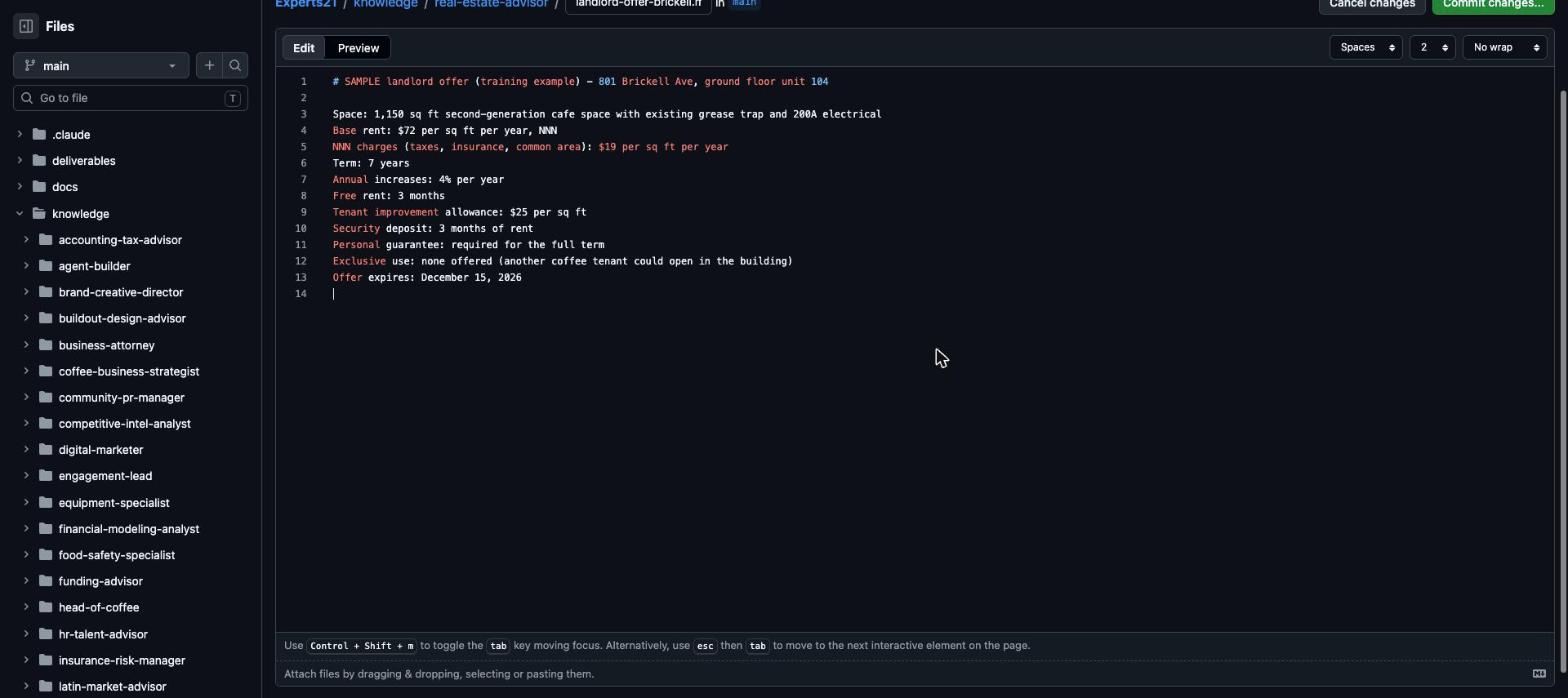 Files
main
Go to file
T
.claude
deliverables
docs
knowledge
accounting-tax-advisor
agent-builder
brand-creative-director
buildout-design-advisor
business-attorney
coffee-business-strategist
community-pr-manager
competitive-intel-analyst
digital-marketer
engagement-lead
equipment-specialist
financial-modeling-analyst
food-safety-specialist
funding-advisor
head-of-coffee
hr-talent-advisor
insurance-risk-manager
latin-market-advisor
Experts21 / knowledge / real-estate-advisor / in main
Cancel changes
Commit changes...
Edit
Preview
Spaces
2
No wrap
1 # SAMPLE landlord offer (training example) – 801 Brickell Ave, ground floor unit 104
2
3 Space: 1,150 sq ft second-generation cafe space with existing grease trap and 200A electrical
4 Base rent: $72 per sq ft per year, NNN
5 NNN charges (taxes, insurance, common area): $19 per sq ft per year
6 Term: 7 years
7 Annual increases: 4% per year
8 Free rent: 3 months
9 Tenant improvement allowance: $25 per sq ft
10 Security deposit: 3 months of rent
11 Personal guarantee: required for the full term
12 Exclusive use: none offered (another coffee tenant could open in the building)
13 Offer expires: December 15, 2026
14
Use Control + Shift + m to toggle the tab key moving focus. Alternatively, use esc then tab to move to the next interactive element on the page.
Attach files by dragging & dropping, selecting or pasting them.